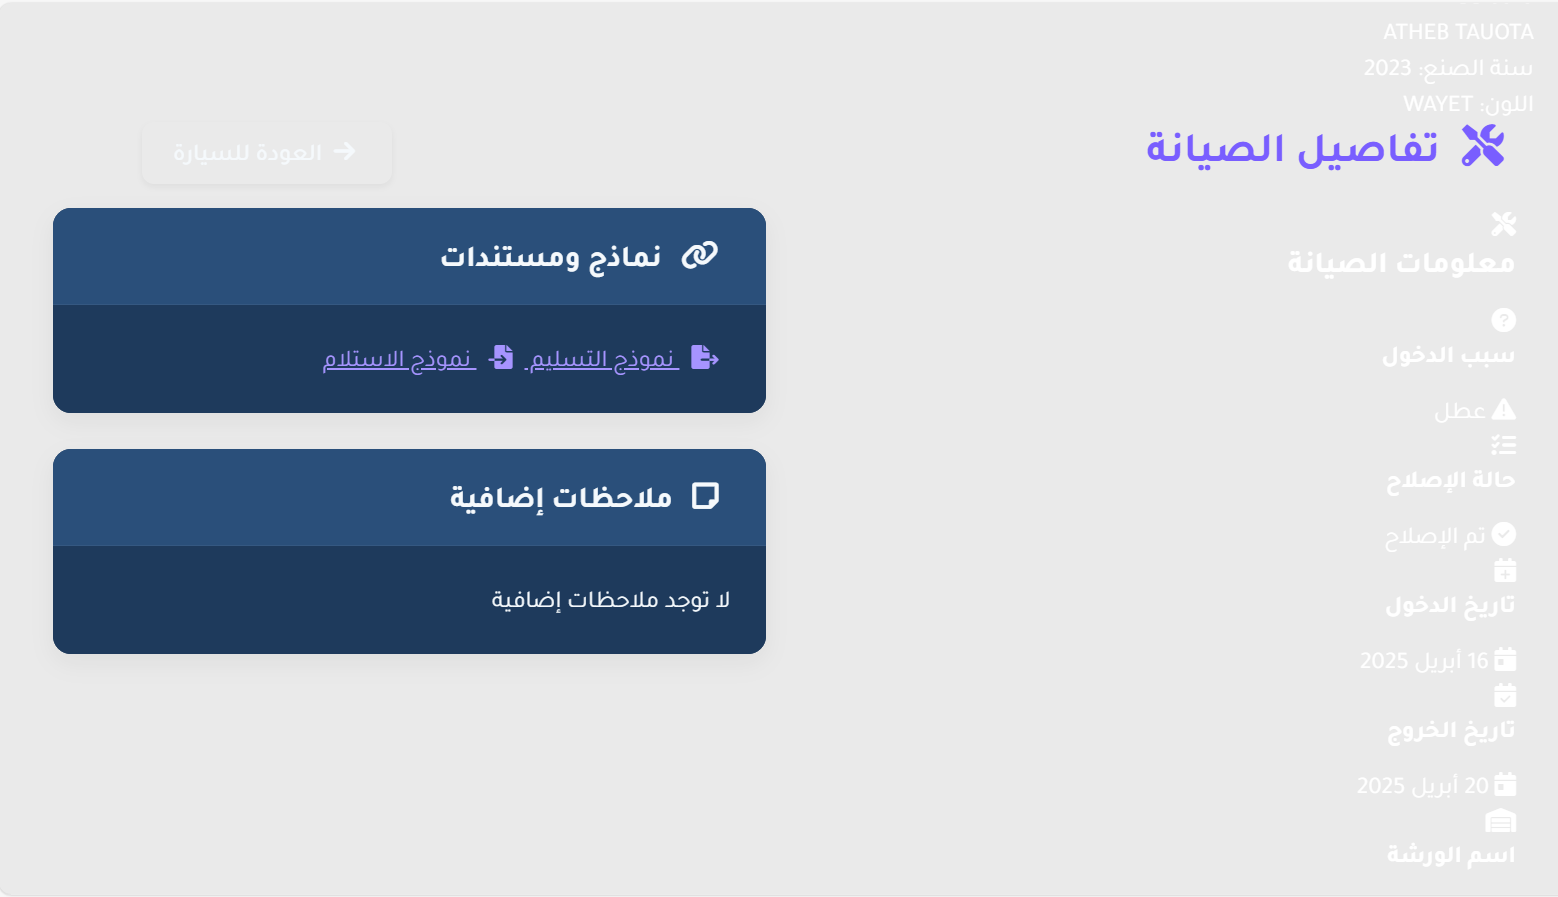 ATHEB TAUOTA
سنة الصنع: 2023
اللون: WAYET
تفاصيل الصيانة
العودة للسيارة
معلومات الصيانة
سبب الدخول
عطل
حالة الإصلاح
تم الإصلاح
تاريخ الدخول
16 أبريل 2025
تاريخ الخروج
20 أبريل 2025
اسم الورشة
نماذج ومستندات
نموذج التسليم نموذج الاستلام
ملاحظات إضافية
لا توجد ملاحظات إضافية